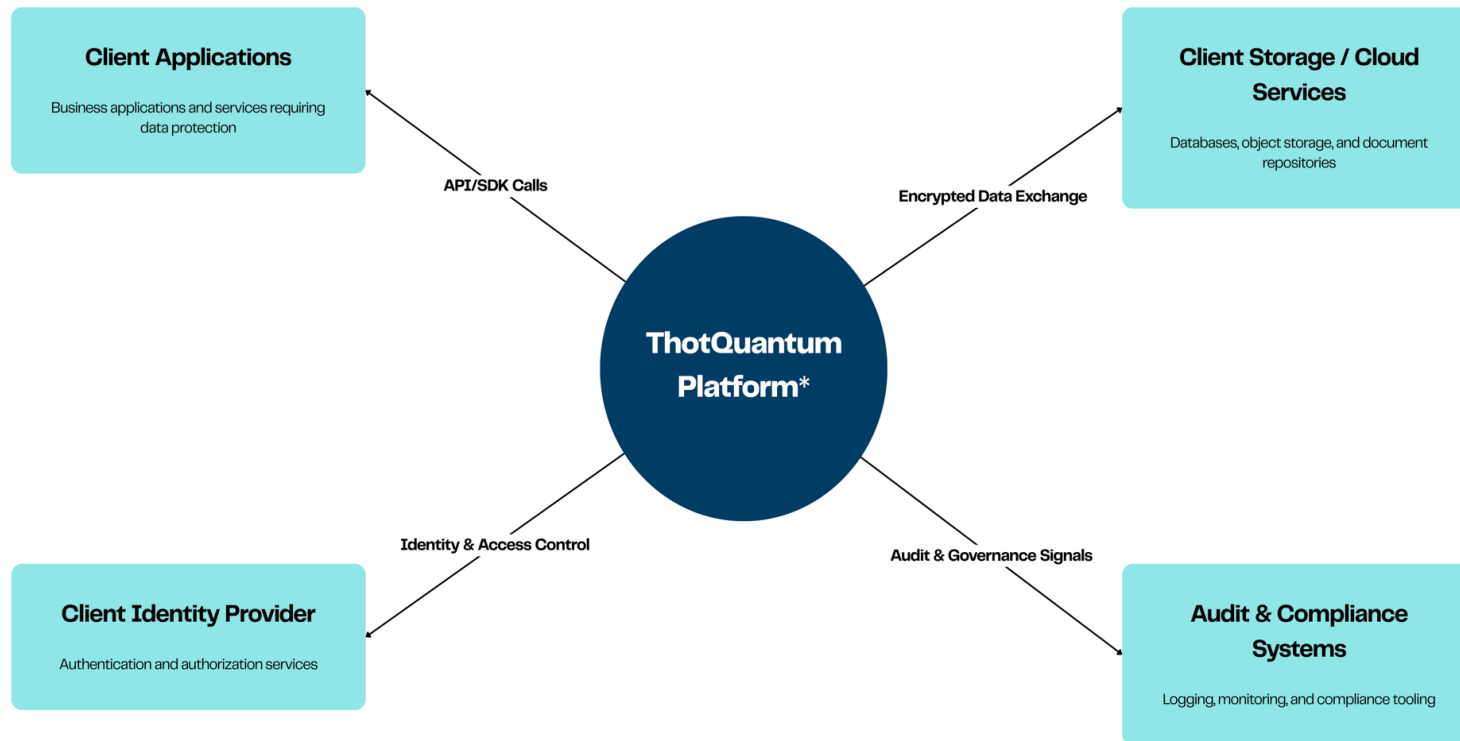 Client Applications
Business applications and services requiring
data protection
Client Storage / Cloud
Services
Databases, object storage, and document
repositories
API/SDK Calls
Encrypted Data Exchange
ThotQuantum
Platform*
Identity & Access Control
Audit & Governance Signals
Client Identity Provider
Authentication and authorization services
Audit & Compliance
Systems
Logging, monitoring, and compliance tooling